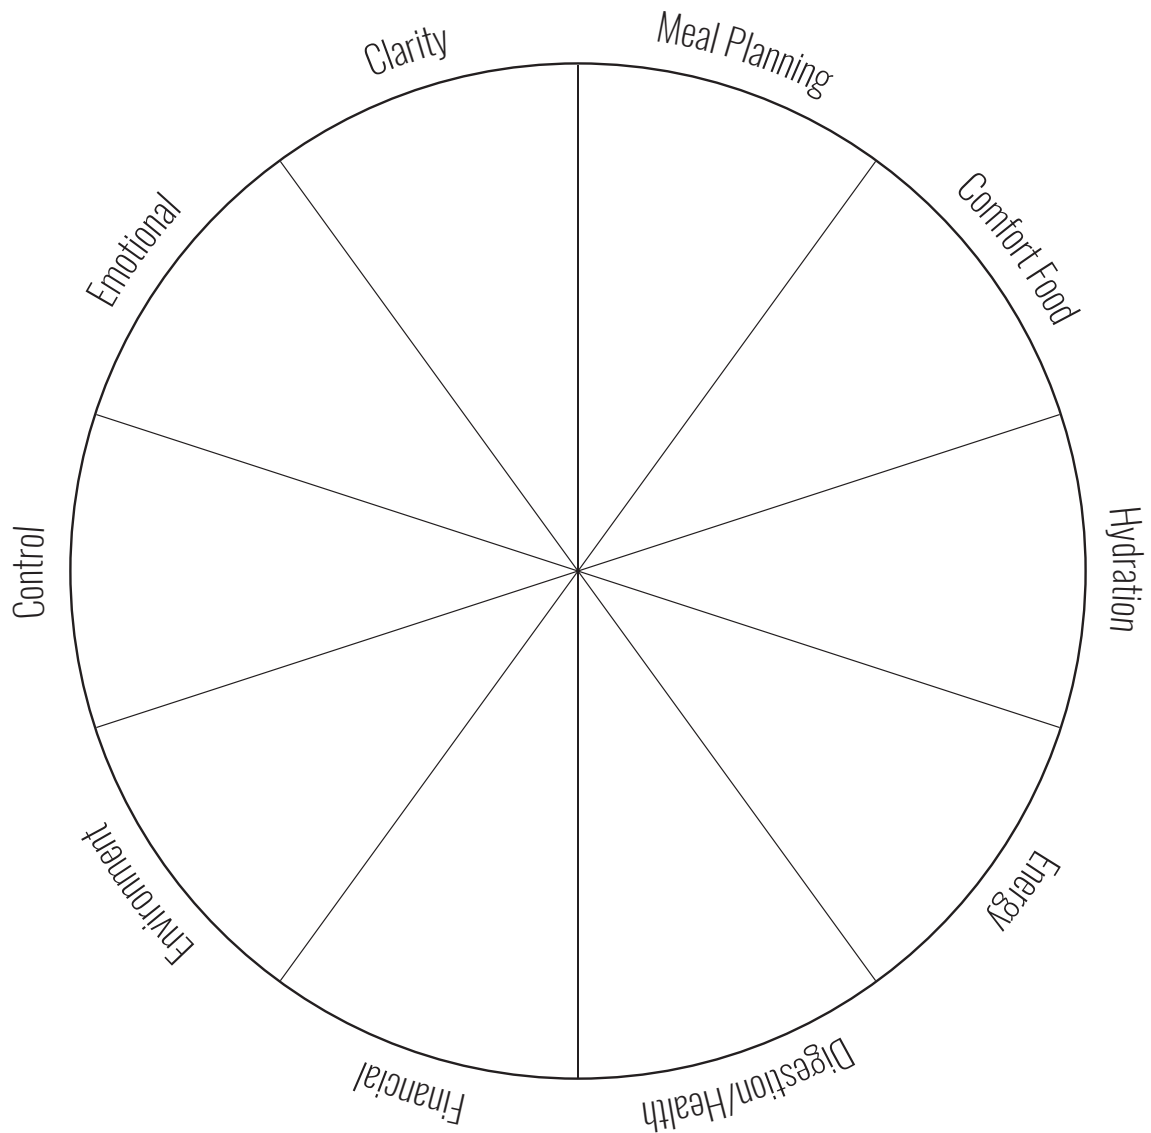 Meal Planning
Comfort Food
Hydration
Energy
Digestion/Health
Financial
Environment
Control
Emotional
Clarity